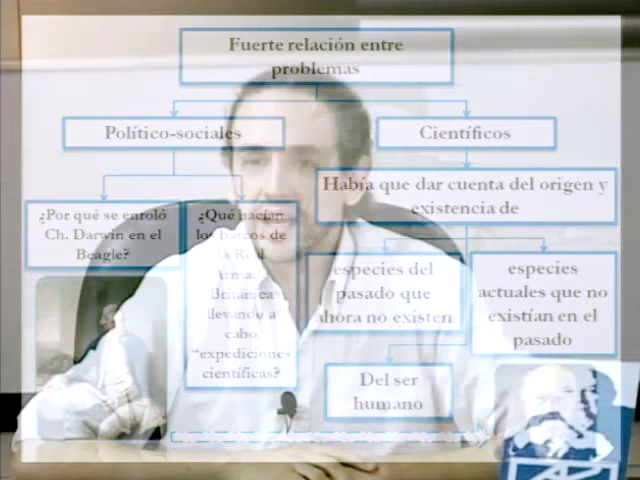 Fuerte relación entre
problemas
Político-sociales
Científicos
Había que dar cuenta del origen y
existencia de
¿Por qué se enroló
Ch. Darwin en el
Beagle?
¿Qué hacían
los barcos de
la Real
Armada
Británica
llevando a
cabo
“expediciones
científicas?
especies del
pasado que
ahora no existen
especies
actuales que no
existían en el
pasado
Del ser
humano